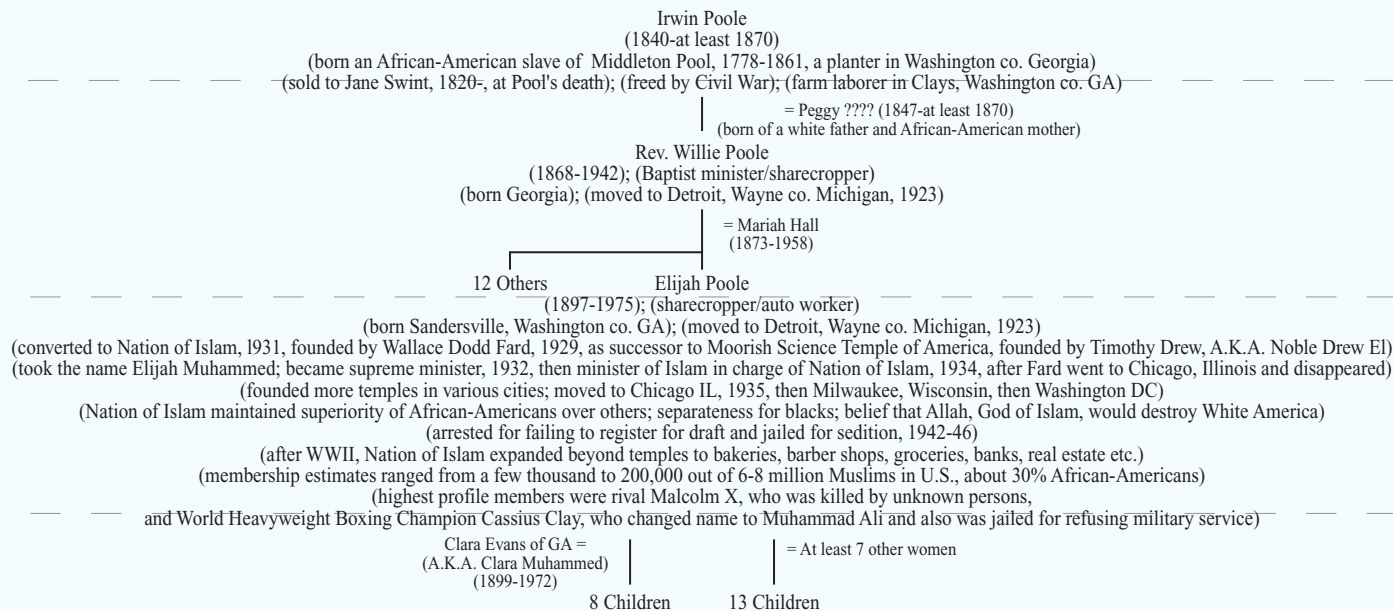 Irwin Poole
(1840-at least 1870)
(born an African-American slave of Middleton Pool, 1778-1861, a planter in Washington co. Georgia)
(sold to Jane Swint, 1820-, at Pool's death); (freed by Civil War); (farm laborer in Clays, Washington co. GA)
= Peggy ???? (1847-at least 1870)
(born of a white father and African-American mother)
Rev. Willie Poole
(1868-1942); (Baptist minister/sharecropper)
(born Georgia); (moved to Detroit, Wayne co. Michigan, 1923)
= Mariah Hall
(1873-1958)
12 Others Elijah Poole
(1897-1975); (sharecropper/auto worker)
(born Sandersville, Washington co. GA); (moved to Detroit, Wayne co. Michigan, 1923)
(converted to Nation of Islam, l931, founded by Wallace Dodd Fard, 1929, as successor to Moorish Science Temple of America, founded by Timothy Drew, A.K.A. Noble Drew El)
(took the name Elijah Muhammed; became supreme minister, 1932, then minister of Islam in charge of Nation of Islam, 1934, after Fard went to Chicago, Illinois and disappeared)
(founded more temples in various cities; moved to Chicago IL, 1935, then Milwaukee, Wisconsin, then Washington DC)
(Nation of Islam maintained superiority of African-Americans over others; separateness for blacks; belief that Allah, God of Islam, would destroy White America)
(arrested for failing to register for draft and jailed for sedition, 1942-46)
(after WWII, Nation of Islam expanded beyond temples to bakeries, barber shops, groceries, banks, real estate etc.)
(membership estimates ranged from a few thousand to 200,000 out of 6-8 million Muslims in U.S., about 30% African-Americans)
(highest profile members were rival Malcolm X, who was killed by unknown persons,
and World Heavyweight Boxing Champion Cassius Clay, who changed name to Muhammad Ali and also was jailed for refusing military service)
Clara Evans of GA =
(A.K.A. Clara Muhammed)
(1899-1972)
= At least 7 other women
8 Children 13 Children